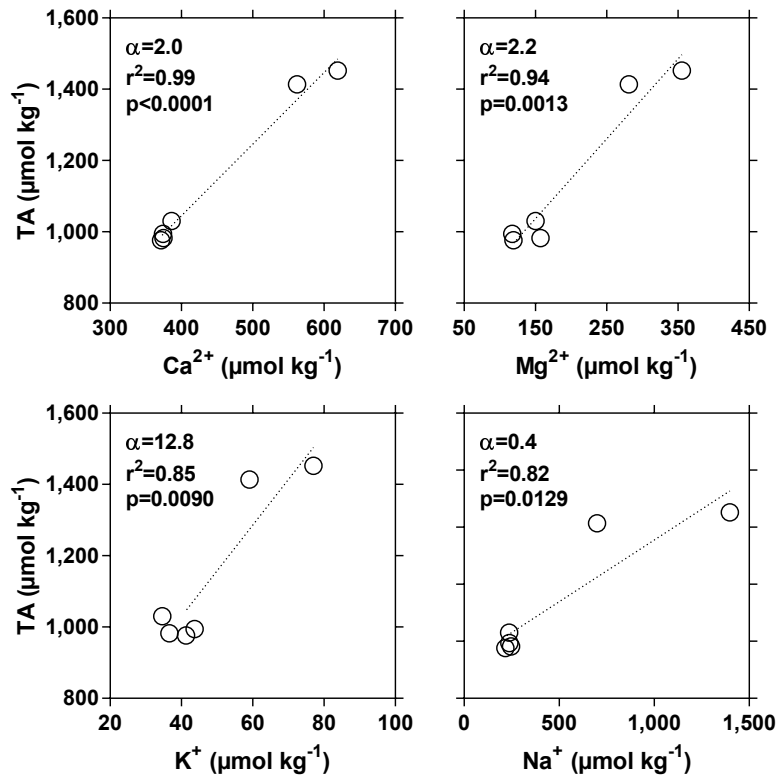 1,600
1,400
1,200
1,000
800
TA (µmol kg⁻¹)
α=2.0
r²=0.99
p<0.0001
300 400 500 600 700
Ca²⁺ (µmol kg⁻¹)
α=2.2
r²=0.94
p=0.0013
50 150 250 350 450
Mg²⁺ (µmol kg⁻¹)
1,600
1,400
1,200
1,000
800
TA (µmol kg⁻¹)
α=12.8
r²=0.85
p=0.0090
20 40 60 80 100
K⁺ (µmol kg⁻¹)
α=0.4
r²=0.82
p=0.0129
0 500 1,000 1,500
Na⁺ (µmol kg⁻¹)